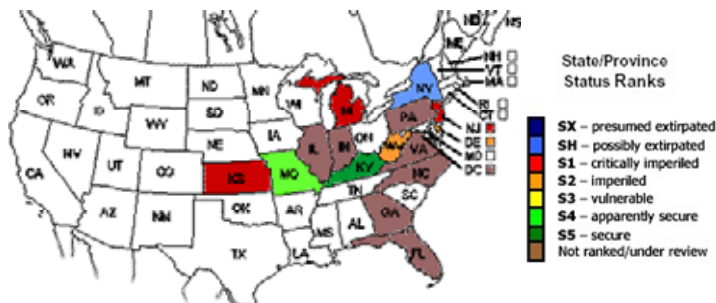 State/Province
Status Ranks
SX – presumed extirpated
SH – possibly extirpated
S1 – critically imperiled
S2 – imperiled
S3 – vulnerable
S4 – apparently secure
S5 – secure
Not ranked/under review
WA
MT
ND
MN
OR
ID
WY
SD
WI
MI
NY
ME
NB
NS
NH
VT
MA
RI
CT
NJ
DE
MD
DC
PA
CA
NV
UT
CO
NE
IA
IL
IN
OH
WV
VA
KS
MO
KY
NC
TN
SC
AZ
NM
OK
AR
TX
LA
MS
AL
GA
FL